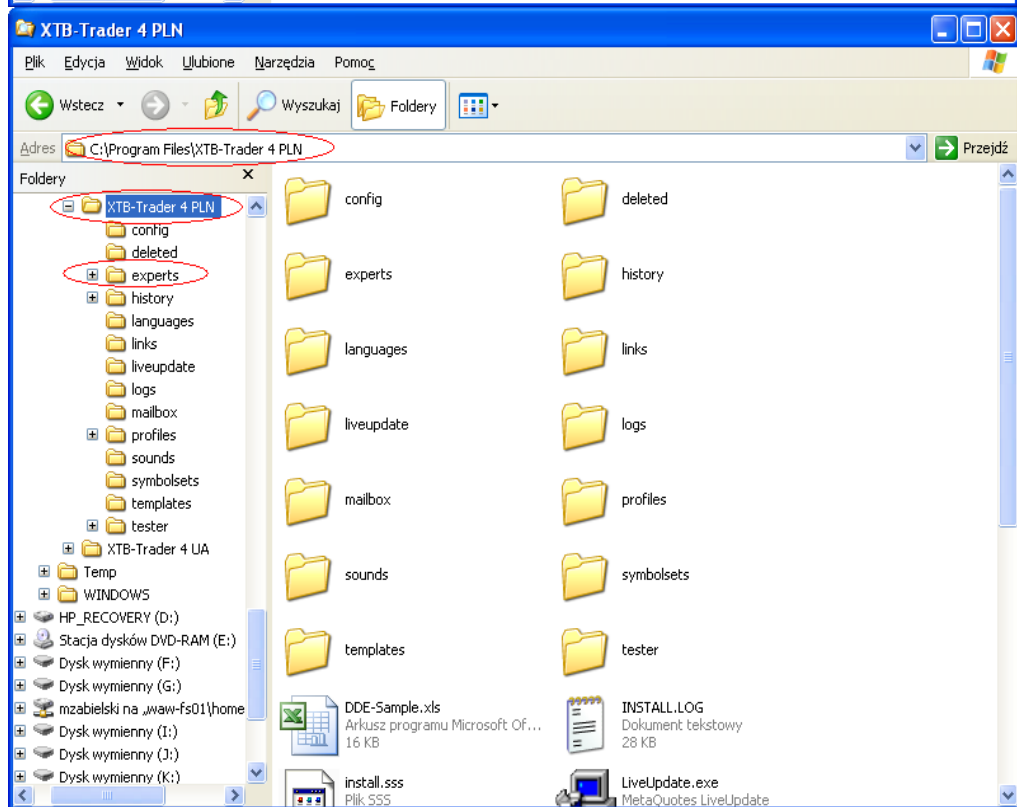 XTB-Trader 4 PLN
Plik Edycja Widok Ulubione Narzędzia Pomoc
Wstecz Wyszukaj Foldery
Adres C:\Program Files\XTB-Trader 4 PLN Przejdź
Foldery x
XTB-Trader 4 PLN
config
deleted
experts
history
languages
links
liveupdate
logs
mailbox
profiles
sounds
symbolsets
templates
tester
XTB-Trader 4 UA
Temp
WINDOWS
HP_RECOVERY (D:)
Stacja dysków DVD-RAM (E:)
Dysk wymienny (F:)
Dysk wymienny (G:)
mzabielski na „waw-fs01\home
Dysk wymienny (I:)
Dysk wymienny (J:)
Dysk wymienny (K:)
config deleted
experts history
languages links
liveupdate logs
mailbox profiles
sounds symbolsets
templates tester
DDE-Sample.xls
Arkusz programu Microsoft Of...
16 KB
INSTALL.LOG
Dokument tekstowy
28 KB
install.sss
Plik SSS
LiveUpdate.exe
MetaQuotes LiveUpdate